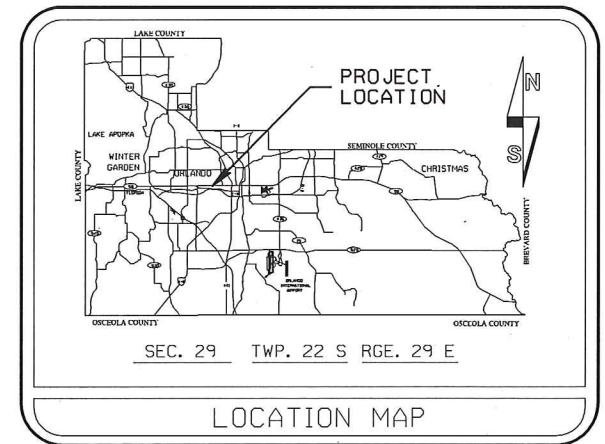 LAKE COUNTY
PROJECT
LOCATION
N
S
LAKE APOPKA
SEMINOLE COUNTY
WINTER
GARDEN
ORLANDO
CHRISTMAS
LAKE COUNTY
BREVARD COUNTY
ORLANDO
INTERNATIONAL
AIRPORT
OSCEOLA COUNTY
OSCEOLA COUNTY
SEC. 29 TWP. 22 S RGE. 29 E
LOCATION MAP